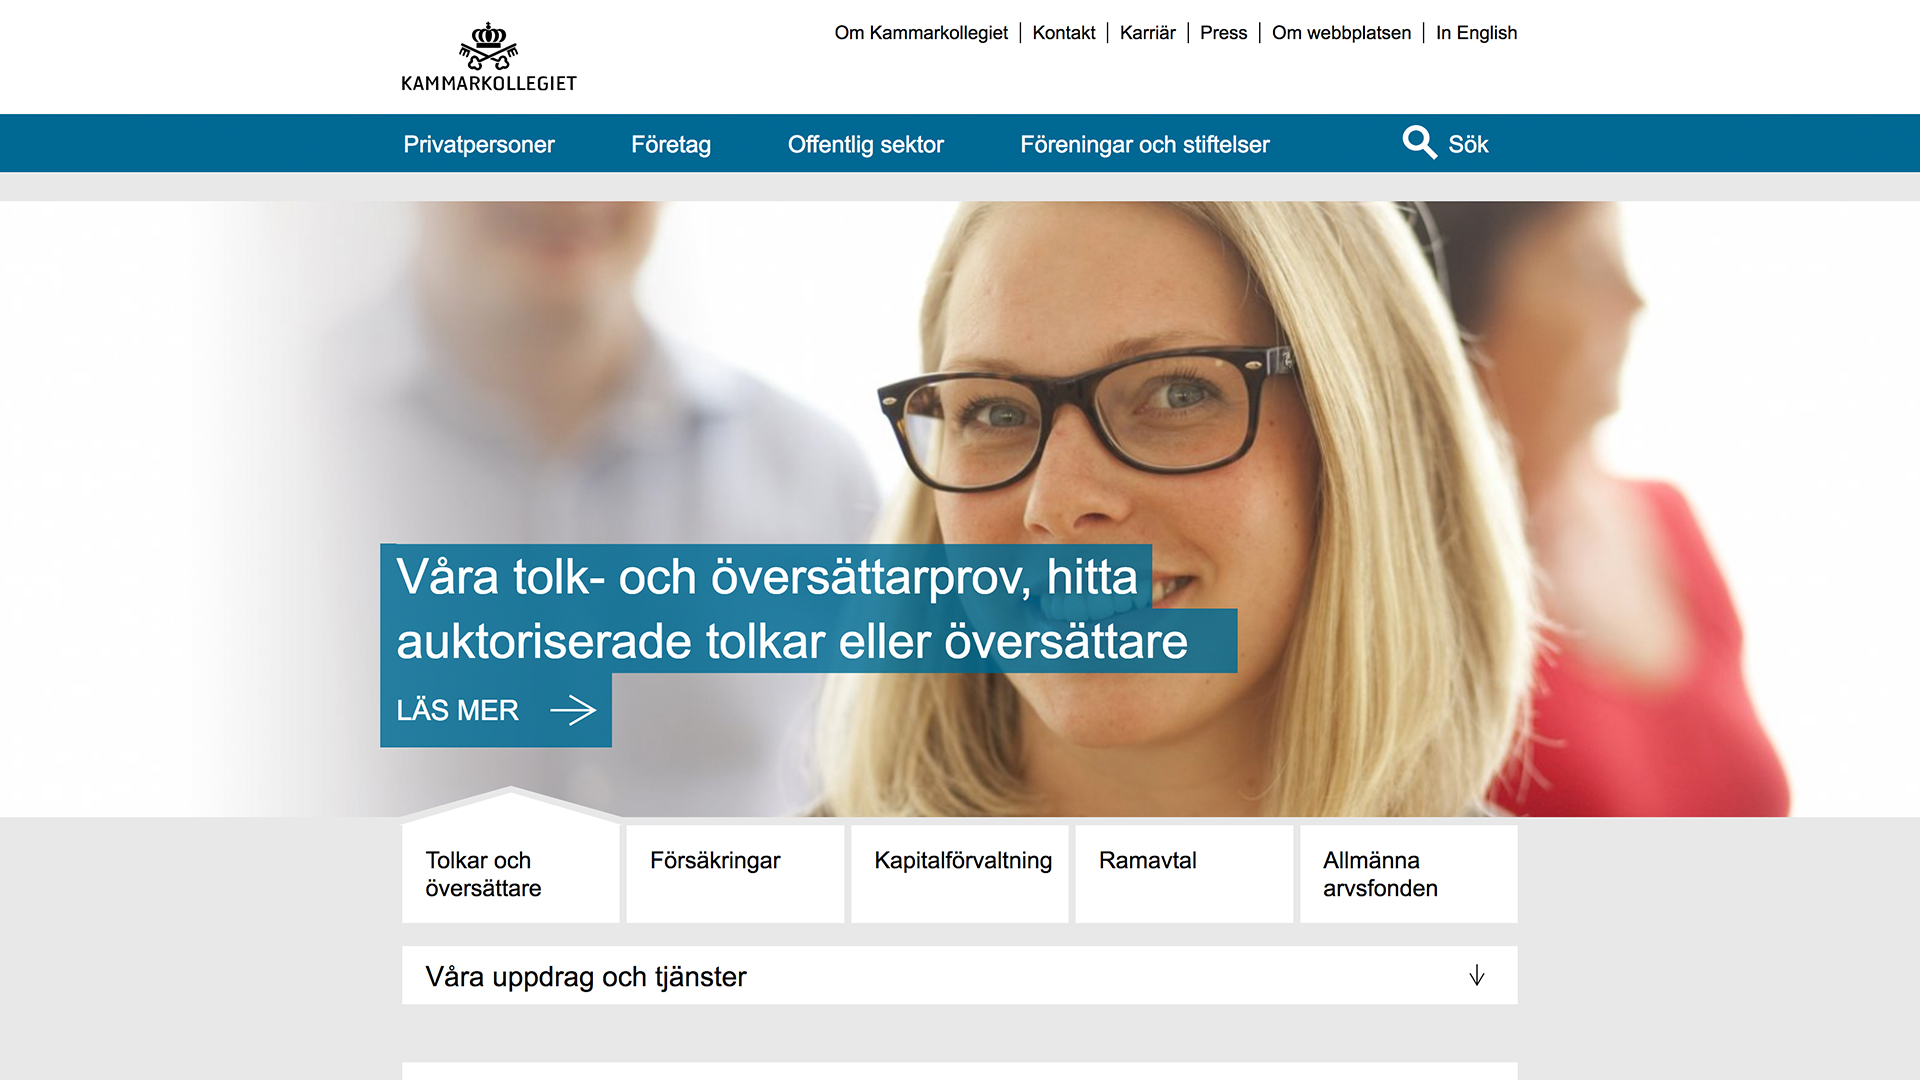 KAMMARKOLLEGIET
Om Kammarkollegiet
Kontakt
Karriär
Press
Om webbplatsen
In English
Privatpersoner
Företag
Offentlig sektor
Föreningar och stiftelser
Sök
Våra tolk- och översättarprov, hitta
auktoriserade tolkar eller översättare
LÄS MER
Tolkar och
översättare
Försäkringar
Kapitalförvaltning
Ramavtal
Allmänna
arvsfonden
Våra uppdrag och tjänster